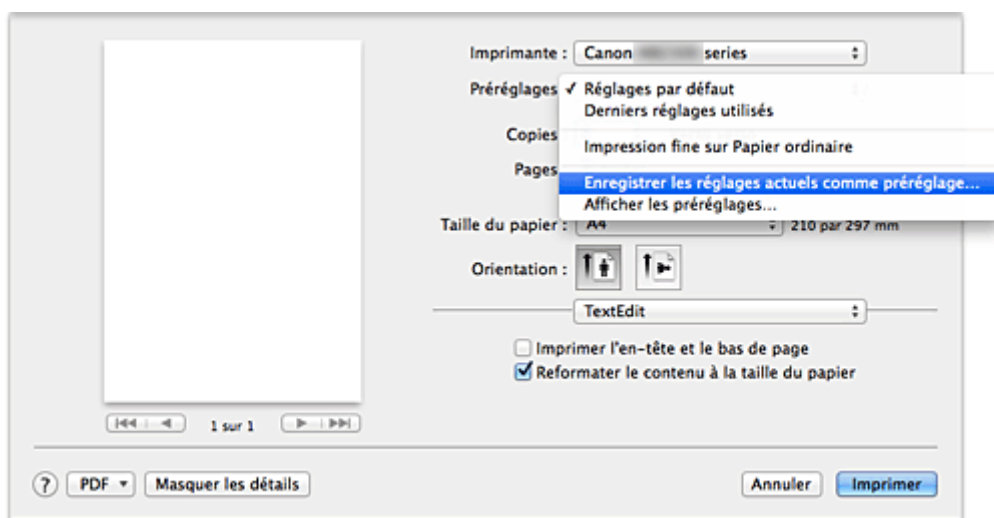 Imprimante : Canon series
Préréglages ✓ Réglages par défaut
Derniers réglages utilisés
Copies
Impression fine sur Papier ordinaire
Pages
Enregistrer les réglages actuels comme préréglage...
Afficher les préréglages...
Taille du papier : A4 210 par 297 mm
Orientation :
TextEdit
Imprimer l'en-tête et le bas de page
Reformater le contenu à la taille du papier
1 sur 1
? PDF Masquer les détails Annuler Imprimer